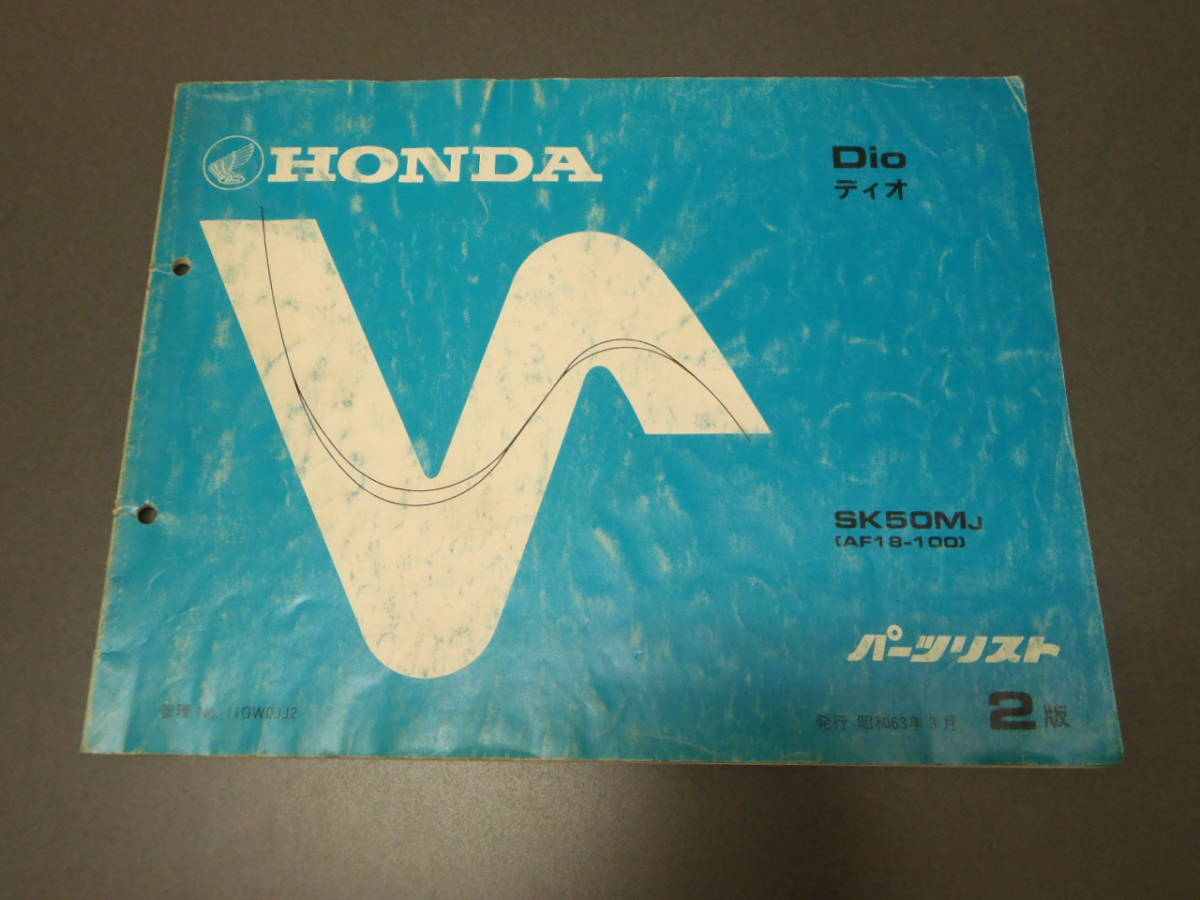 HONDA
Dio
ディオ
SK50MJ
(AF18-100)
パーツリスト
管理 No. 11GW0JJ2
発行 昭和63年3月
2版